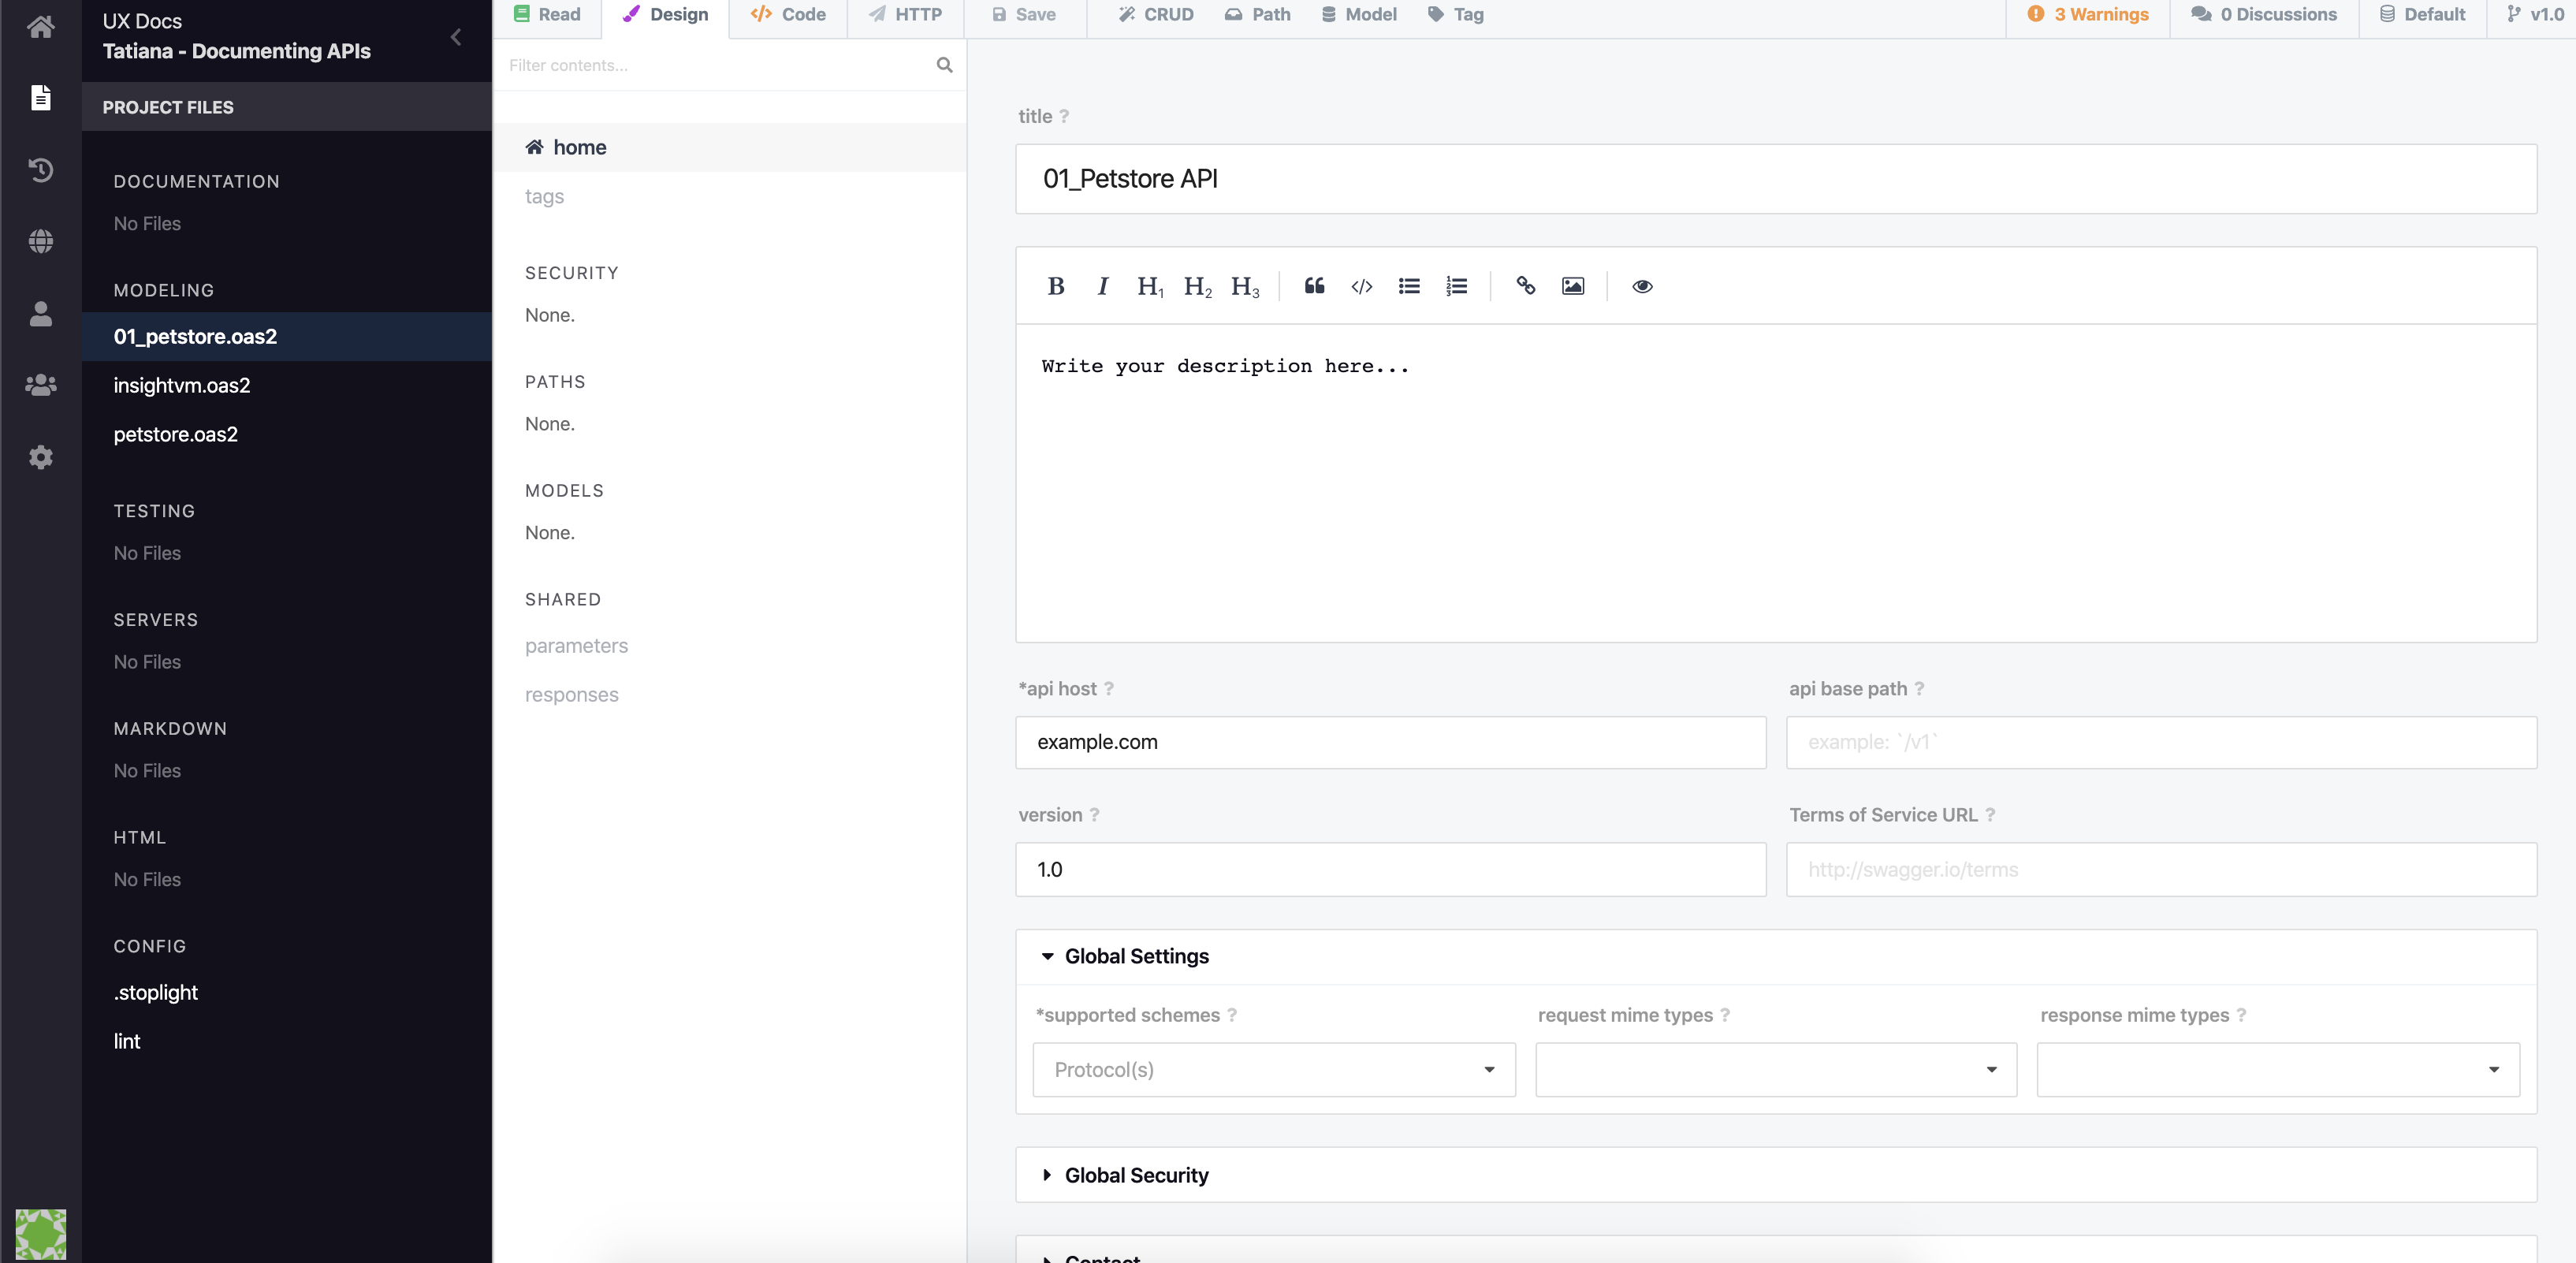 UX Docs
Tatiana - Documenting APIs
PROJECT FILES
DOCUMENTATION
No Files
MODELING
01_petstore.oas2
insightvm.oas2
petstore.oas2
TESTING
No Files
SERVERS
No Files
MARKDOWN
No Files
HTML
No Files
CONFIG
.stoplight
lint
Read
Design
Code
HTTP
Save
CRUD
Path
Model
Tag
3 Warnings
0 Discussions
Default
v1.0
Filter contents...
home
tags
SECURITY
None.
PATHS
None.
MODELS
None.
SHARED
parameters
responses
title ?
01_Petstore API
B I H1 H2 H3
Write your description here...
*api host ?
example.com
api base path ?
example: `/v1`
version ?
1.0
Terms of Service URL ?
http://swagger.io/terms
Global Settings
*supported schemes ?
Protocol(s)
request mime types ?
response mime types ?
Global Security
Contact